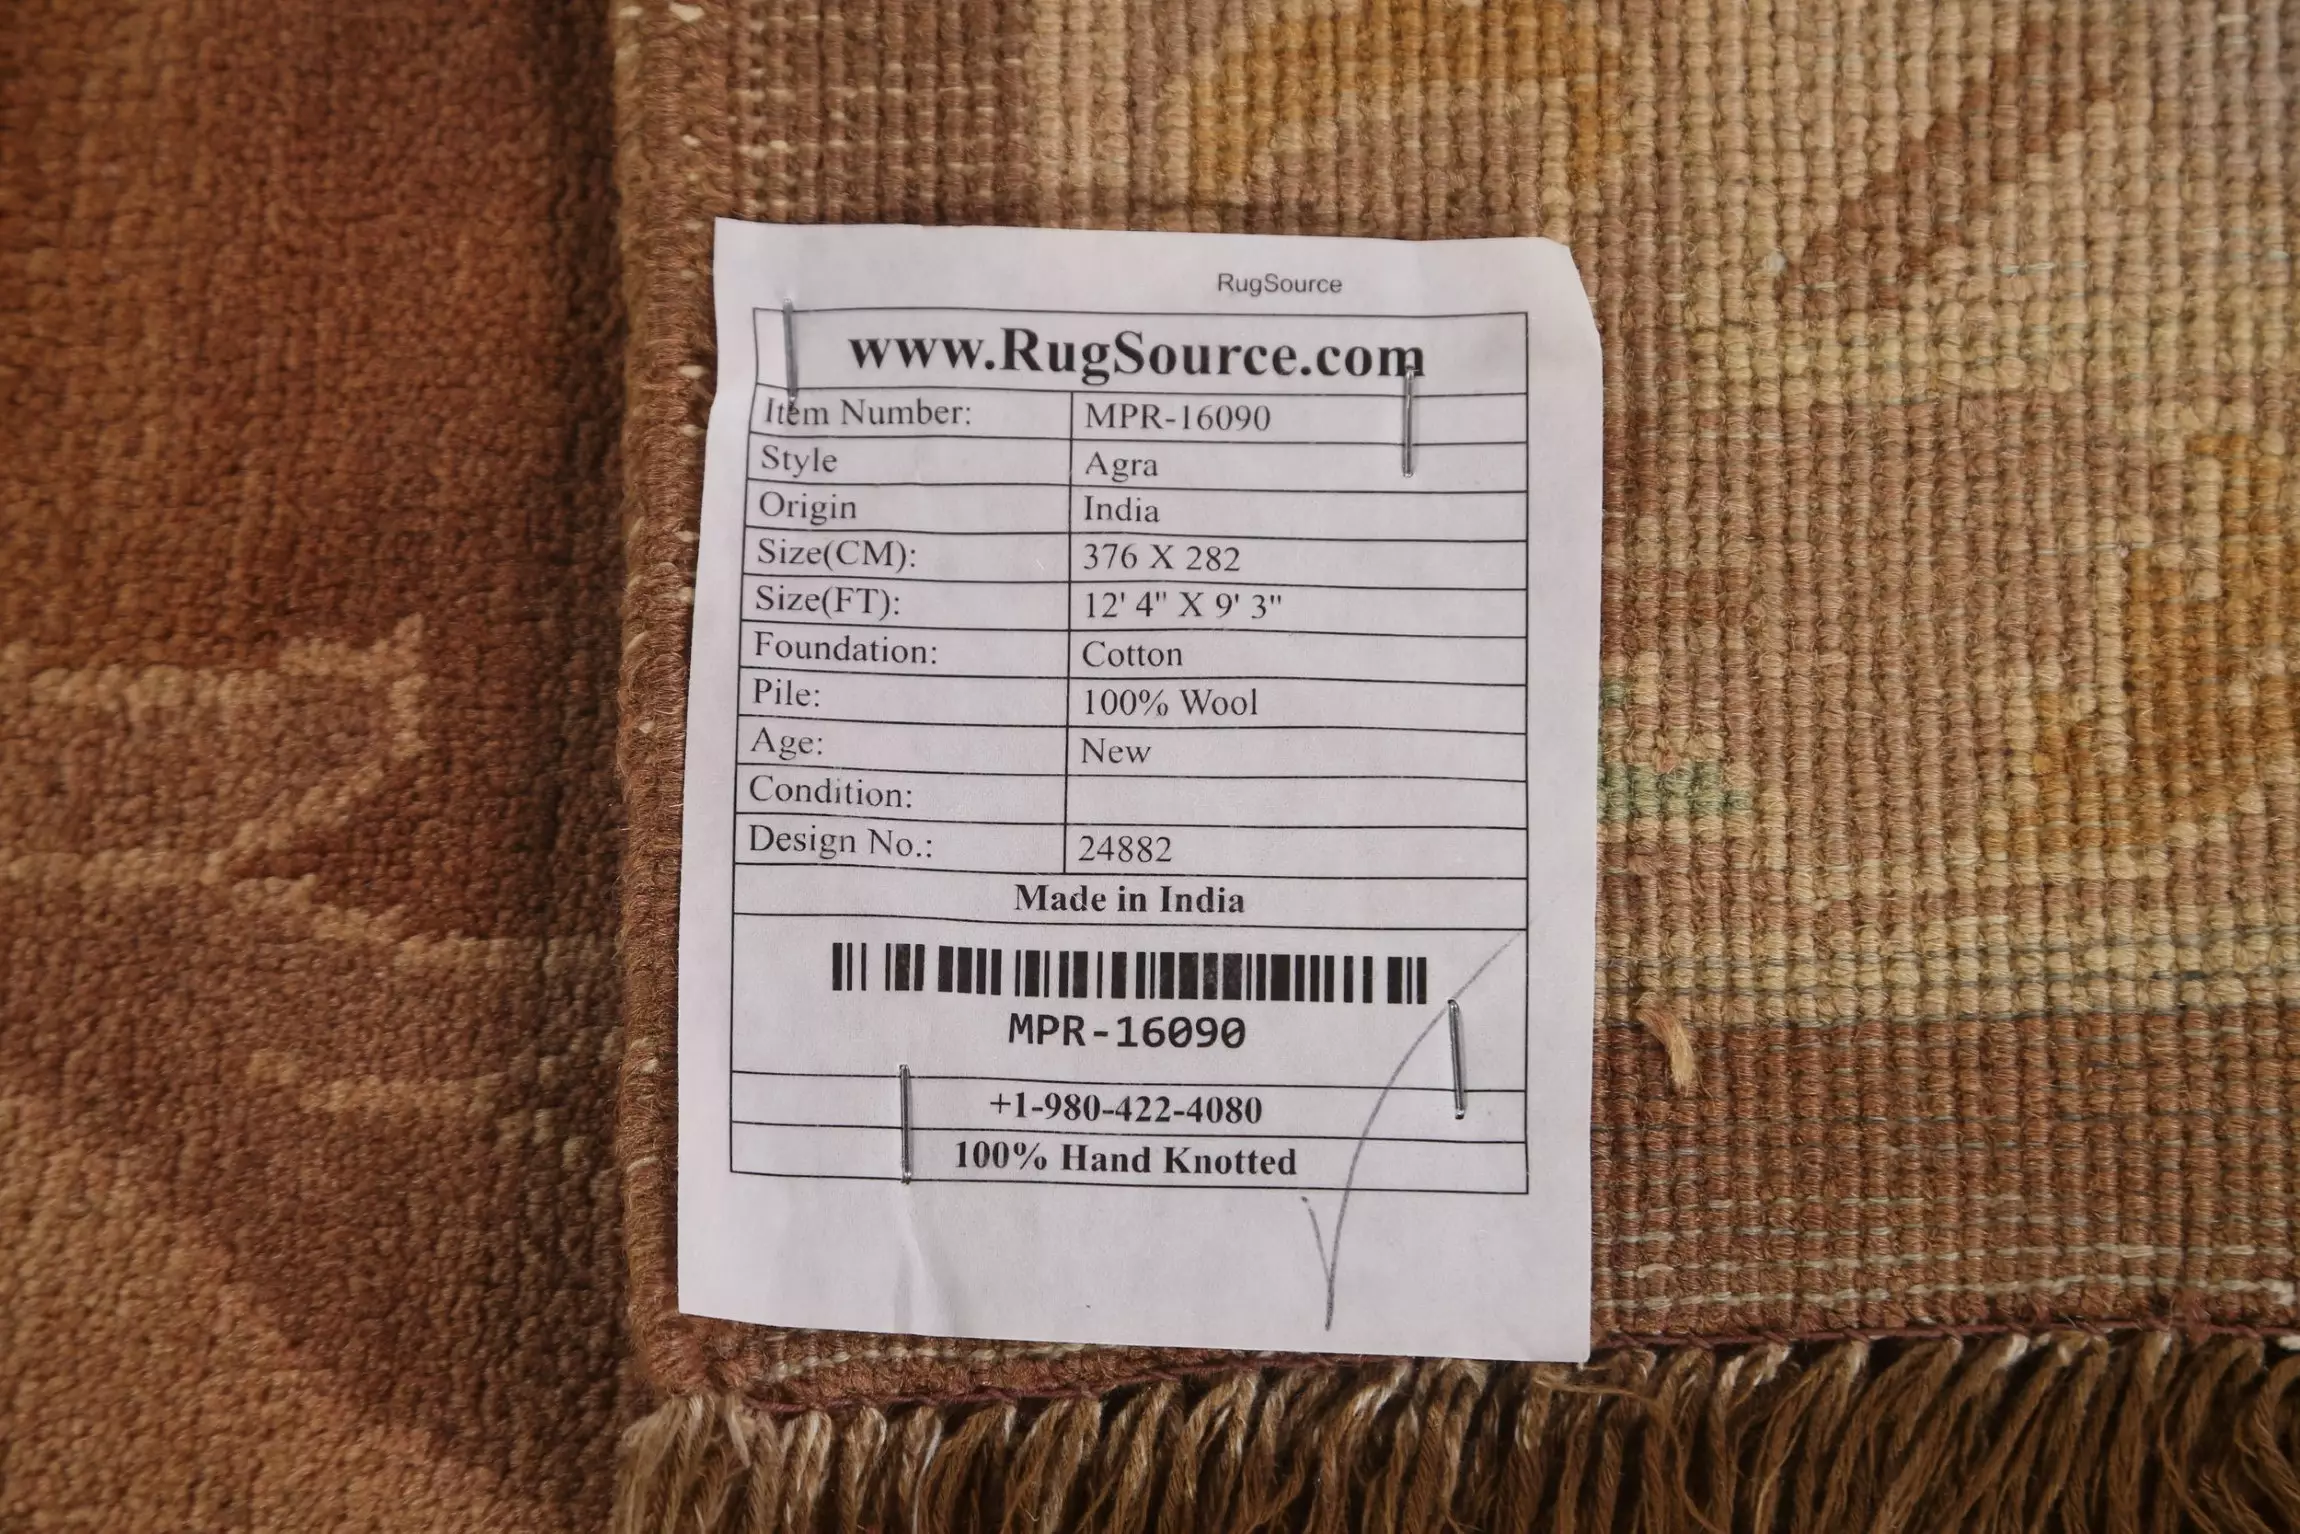 RugSource
www.RugSource.com
Item Number: MPR-16090
Style Agra
Origin India
Size(CM): 376 X 282
Size(FT): 12' 4" X 9' 3"
Foundation: Cotton
Pile: 100% Wool
Age: New
Condition:
Design No.: 24882
Made in India
MPR-16090
+1-980-422-4080
100% Hand Knotted